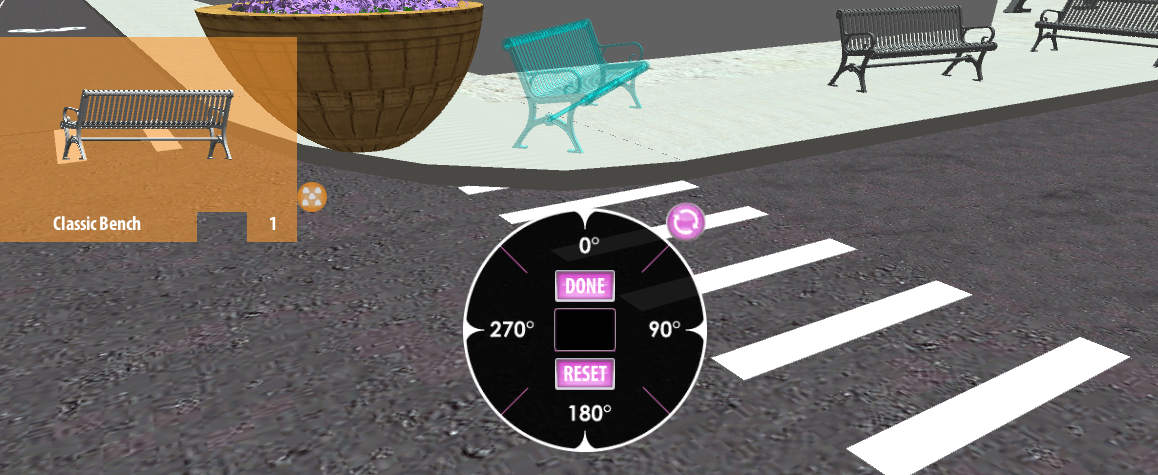 Classic Bench 1
0°
DONE
270° 90°
RESET
180°